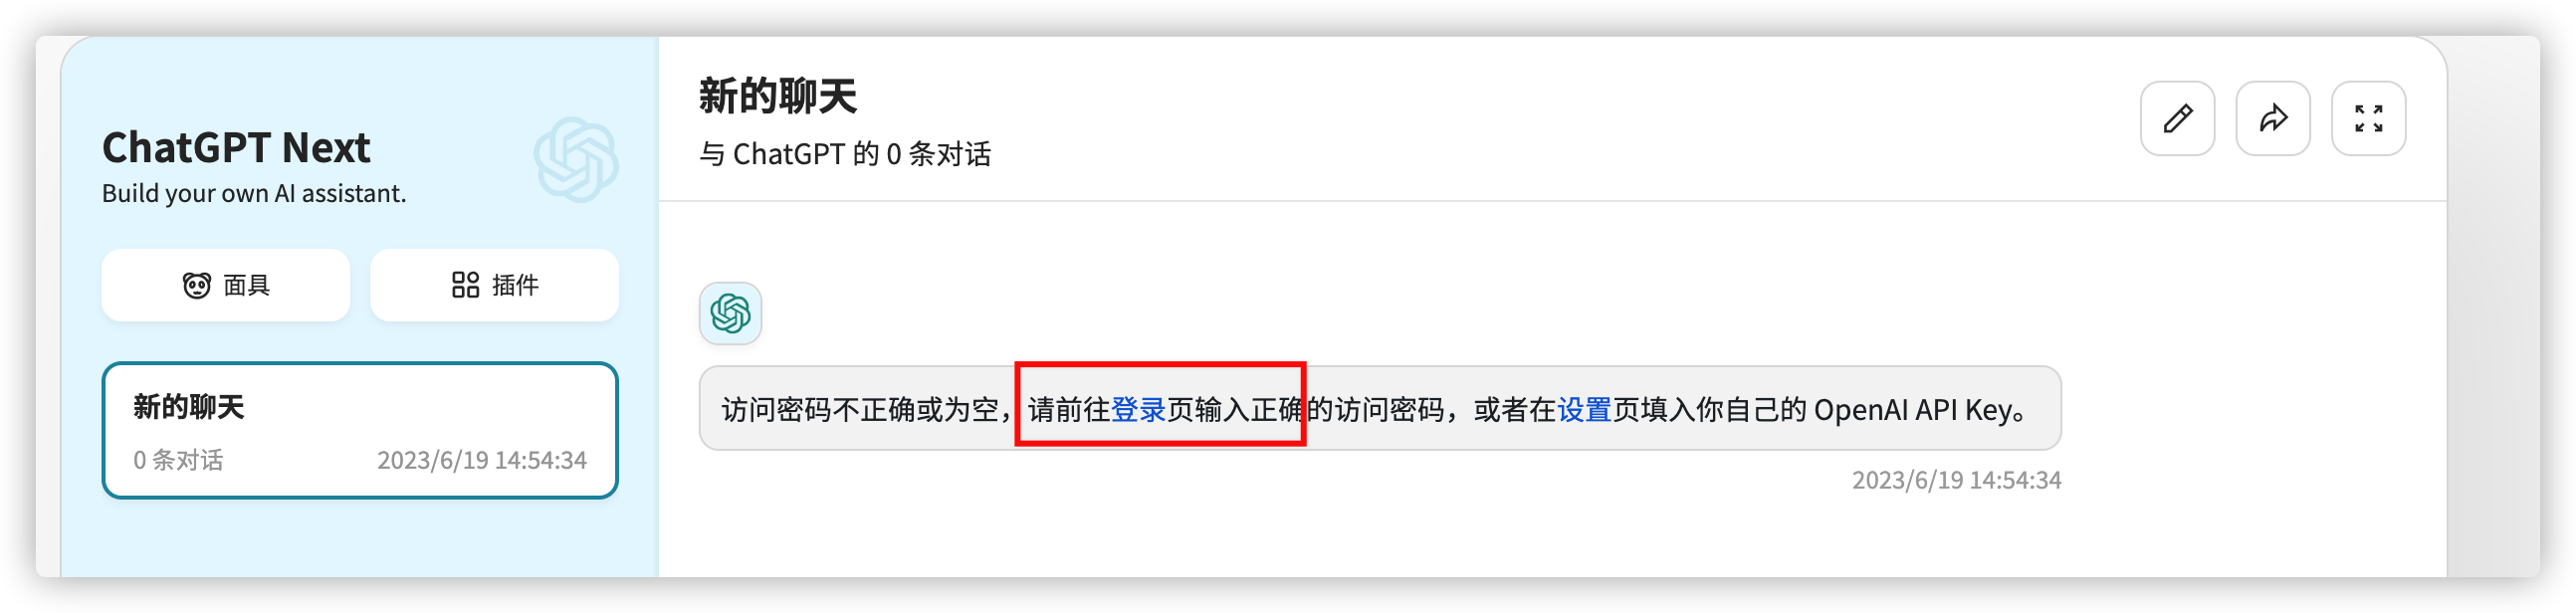 ChatGPT Next
Build your own AI assistant.
面具
插件
新的聊天
0 条对话
2023/6/19 14:54:34
新的聊天
与 ChatGPT 的 0 条对话
访问密码不正确或为空，请前往登录页输入正确的访问密码，或者在设置页填入你自己的 OpenAI API Key。
2023/6/19 14:54:34